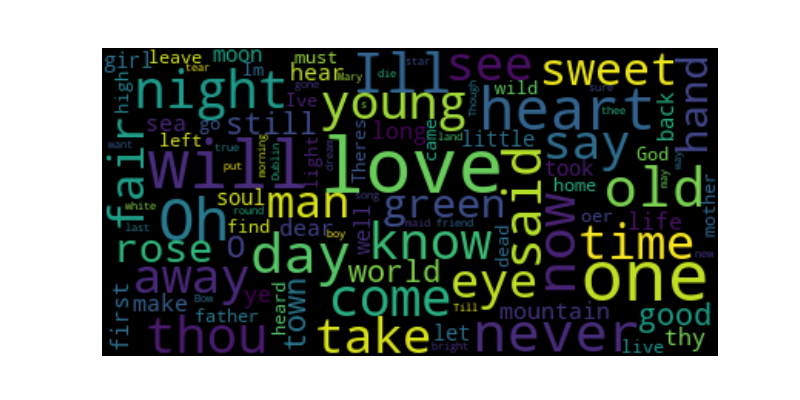 girl leave moon must I'll see sweet hand
tear Im hear Mary die star
night high Ive young wild heart sure
gone Though thee back
sea go still long came land little say God
left true morning Dublin light dream Theres
want put will love said took home old may way
fair white Oh soul man green now oer life mother
last round find dear boy well song maid friend dead
rose O day know time new
away ye world eye one
first make Bow heard town come Till mountain good
father thou take let never thy
bright live